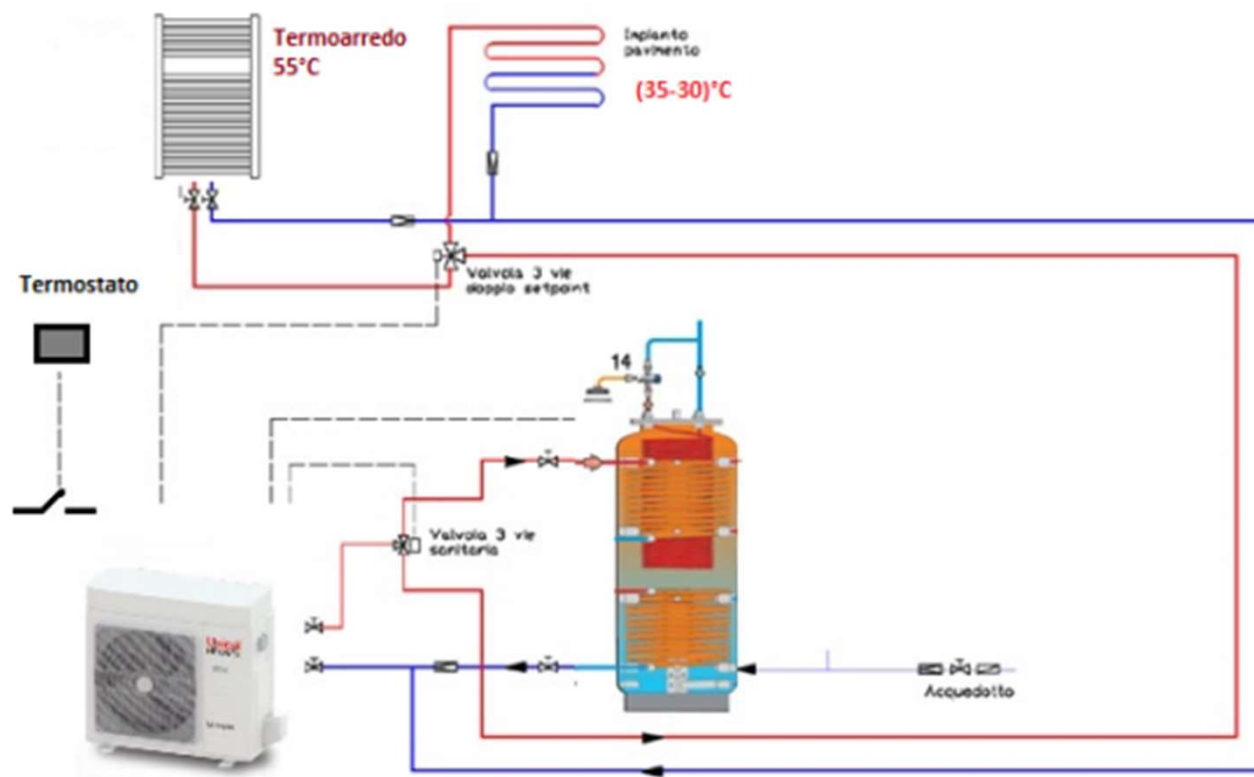 Termoarredo
55°C
Impianto
pavimento
(35-30)°C
Valvola 3 vie
doppio setpoint
Termostato
14
Valvola 3 vie
sanitaria
Acquedotto